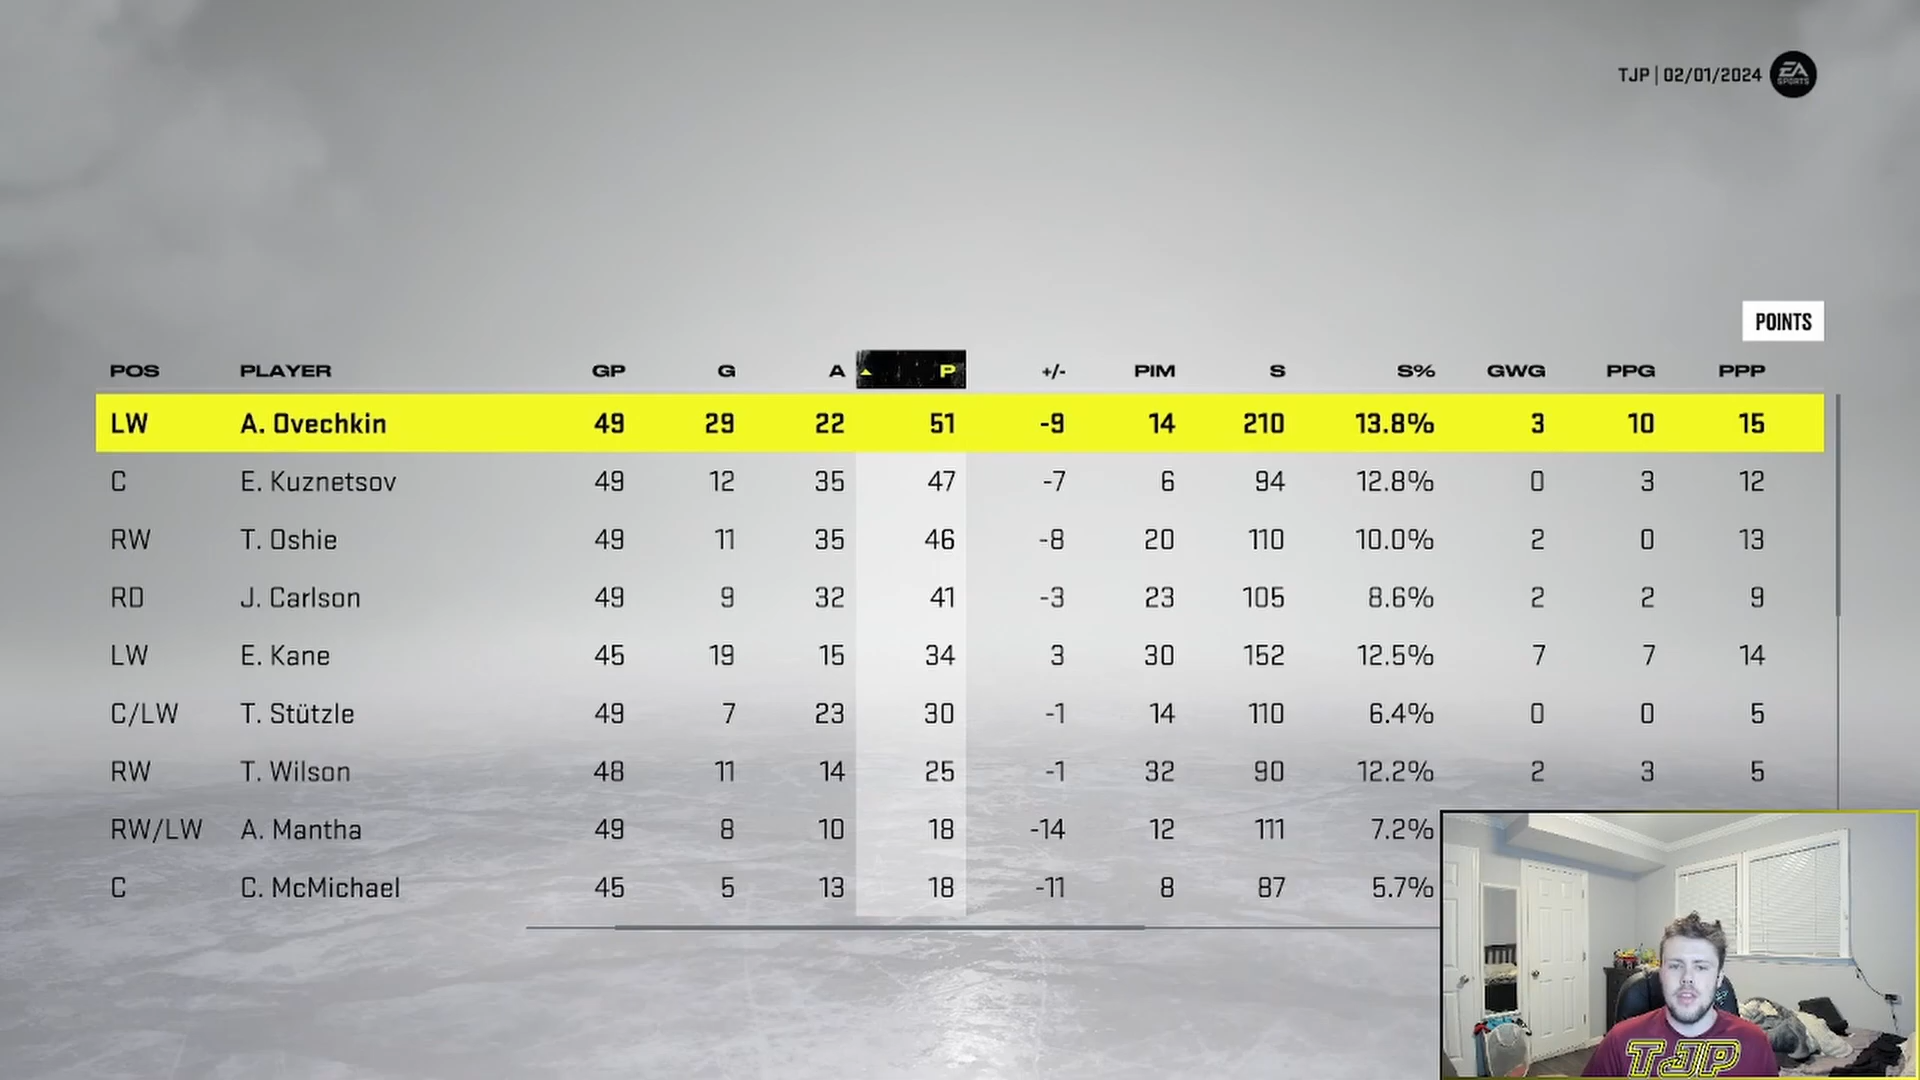 TJP | 02/01/2024 EA SPORTS
POINTS
POS PLAYER GP G A P +/- PIM S S% GWG PPG PPP
LW A. Ovechkin 49 29 22 51 -9 14 210 13.8% 3 10 15
C E. Kuznetsov 49 12 35 47 -7 6 94 12.8% 0 3 12
RW T. Oshie 49 11 35 46 -8 20 110 10.0% 2 0 13
RD J. Carlson 49 9 32 41 -3 23 105 8.6% 2 2 9
LW E. Kane 45 19 15 34 3 30 152 12.5% 7 7 14
C/LW T. Stützle 49 7 23 30 -1 14 110 6.4% 0 0 5
RW T. Wilson 48 11 14 25 -1 32 90 12.2% 2 3 5
RW/LW A. Mantha 49 8 10 18 -14 12 111 7.2%
C C. McMichael 45 5 13 18 -11 8 87 5.7%
TJP